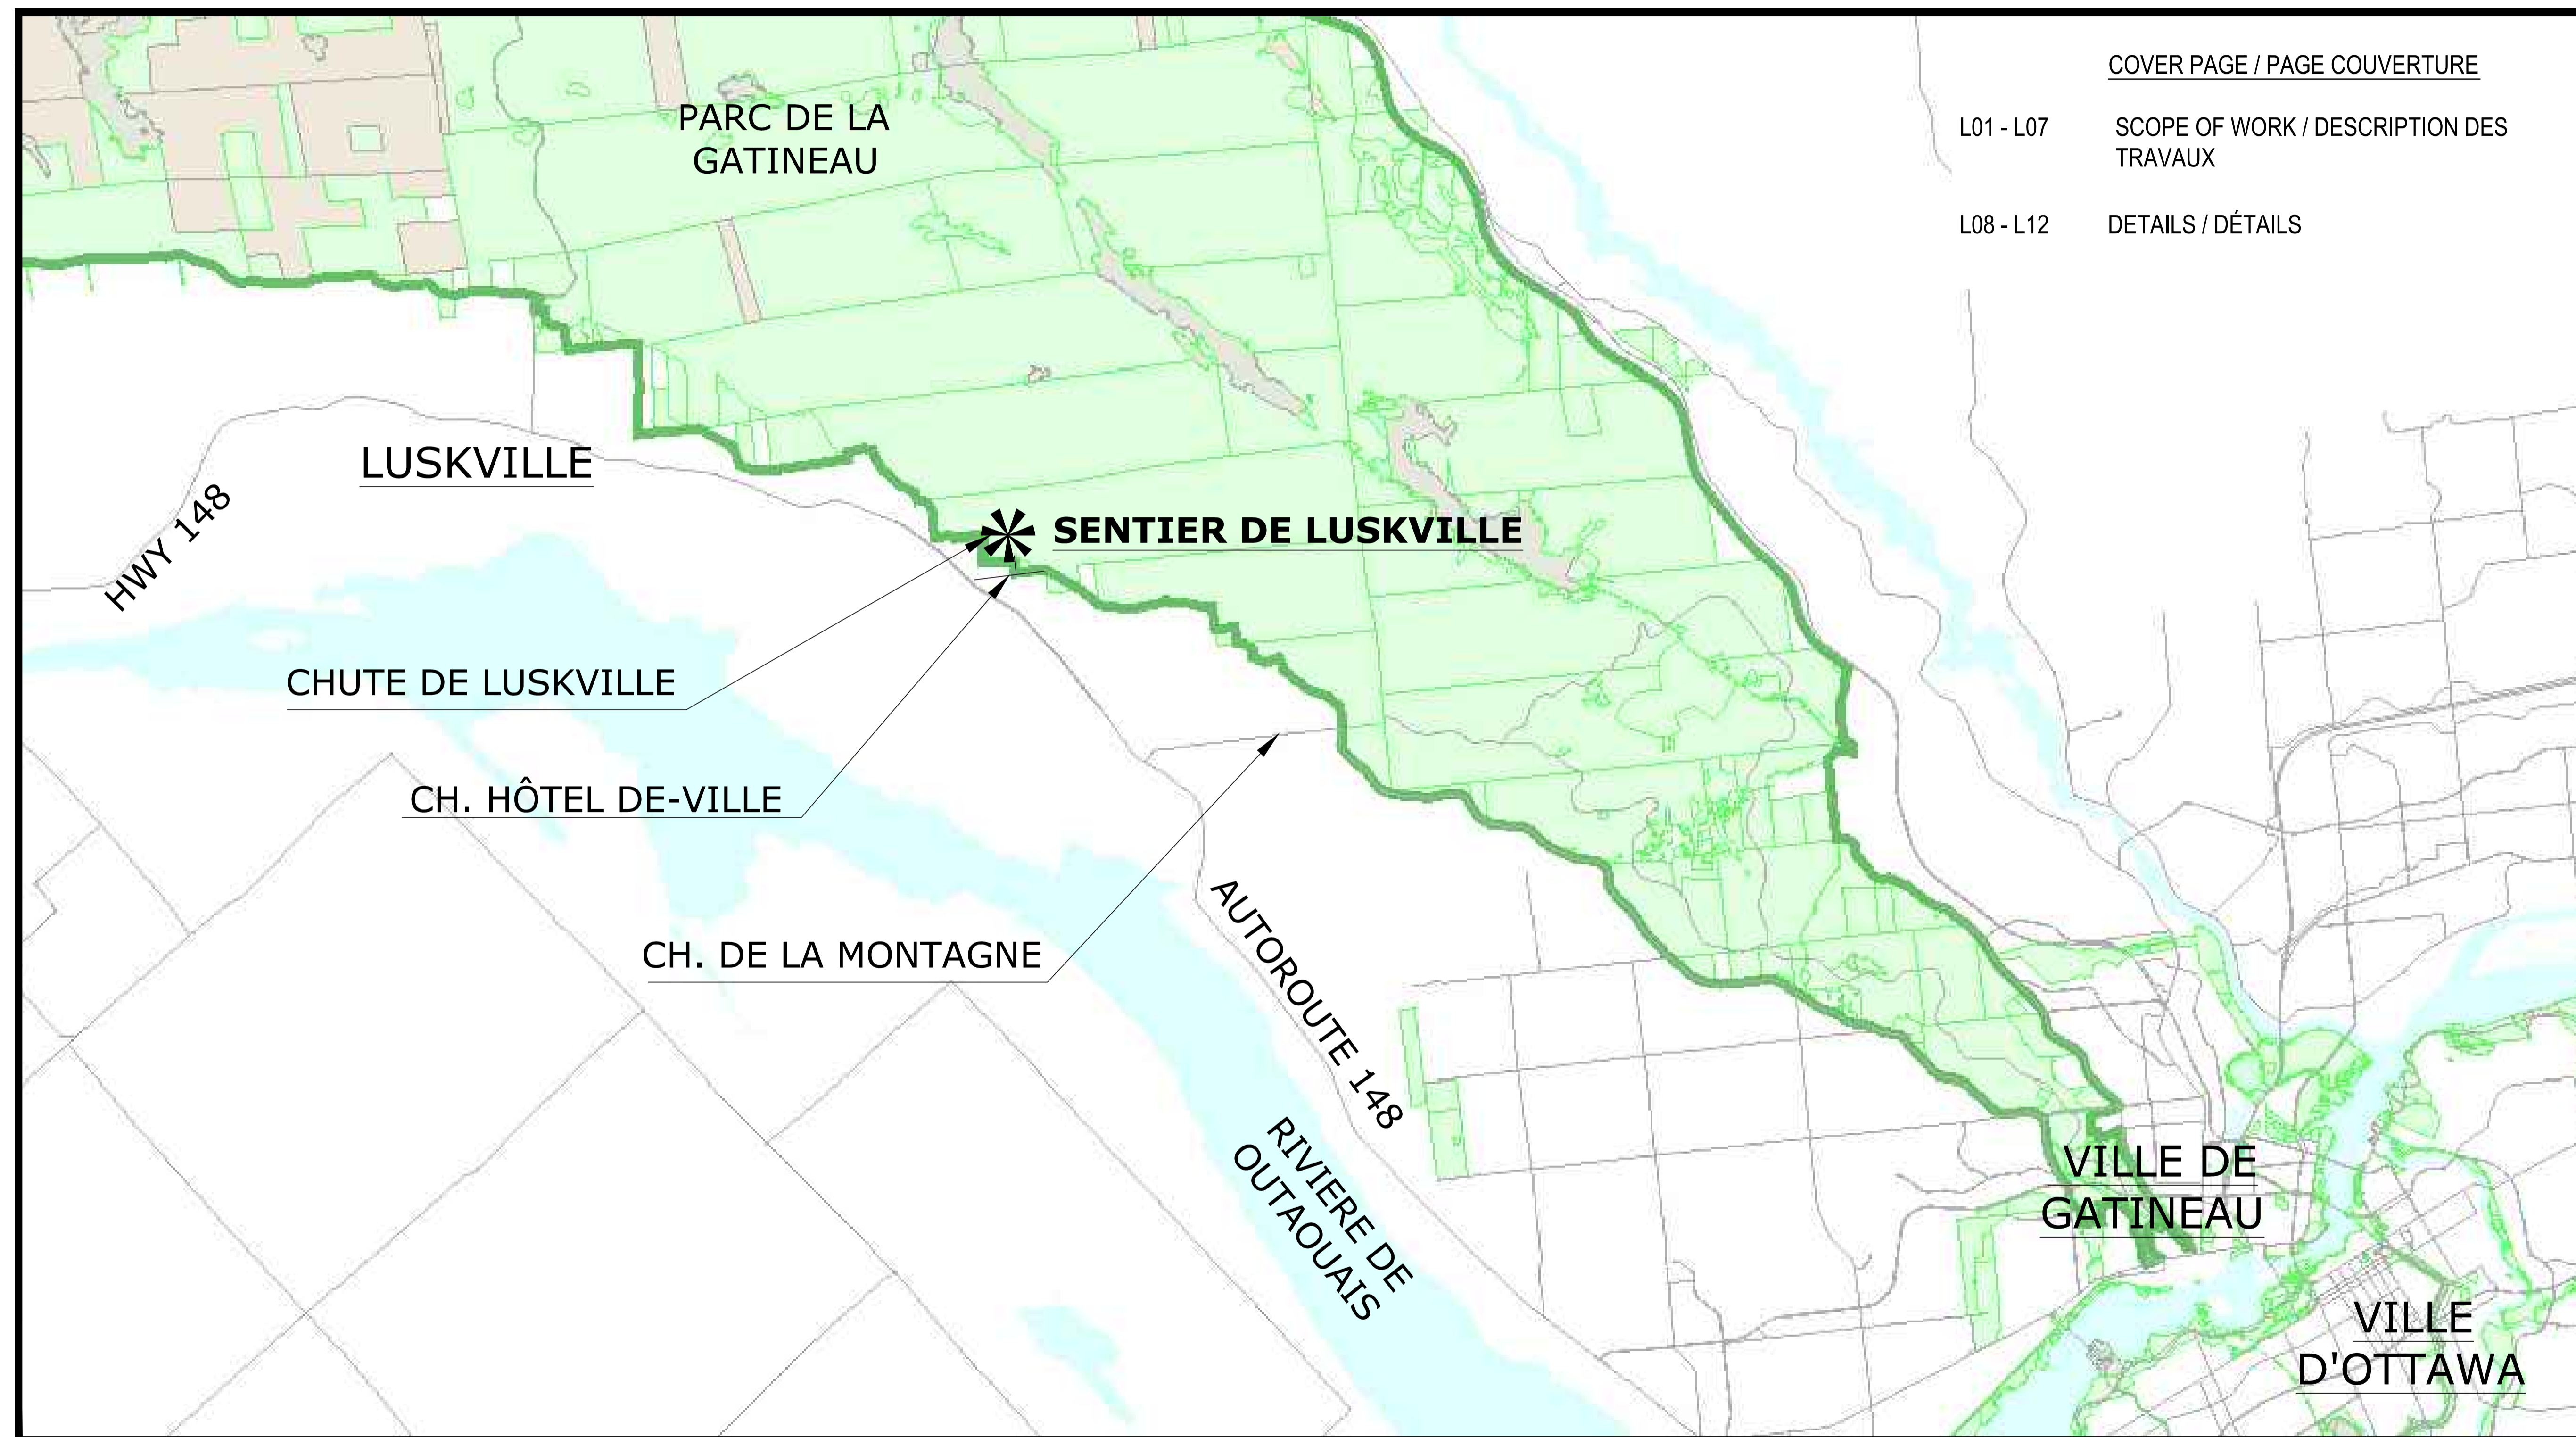 COVER PAGE / PAGE COUVERTURE
L01 - L07 SCOPE OF WORK / DESCRIPTION DES
TRAVAUX
L08 - L12 DETAILS / DÉTAILS
PARC DE LA
GATINEAU
LUSKVILLE
HWY 148
SENTIER DE LUSKVILLE
CHUTE DE LUSKVILLE
CH. HÔTEL DE-VILLE
CH. DE LA MONTAGNE
AUTOROUTE 148
RIVIERE DE
OUTAOUAIS
VILLE DE
GATINEAU
VILLE
D'OTTAWA